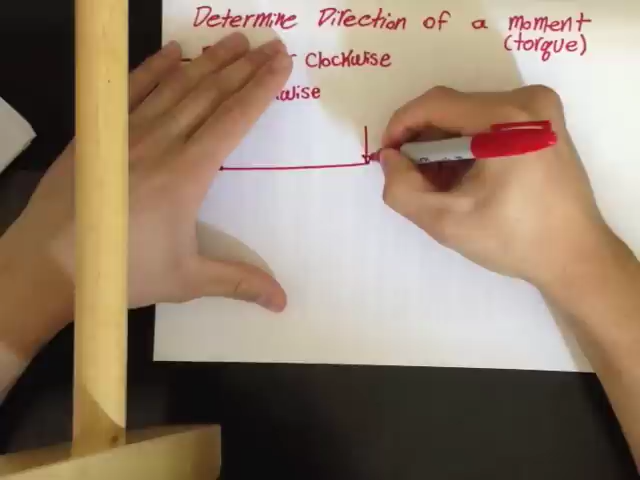 Determine Direction of a moment
(torque)
Clockwise